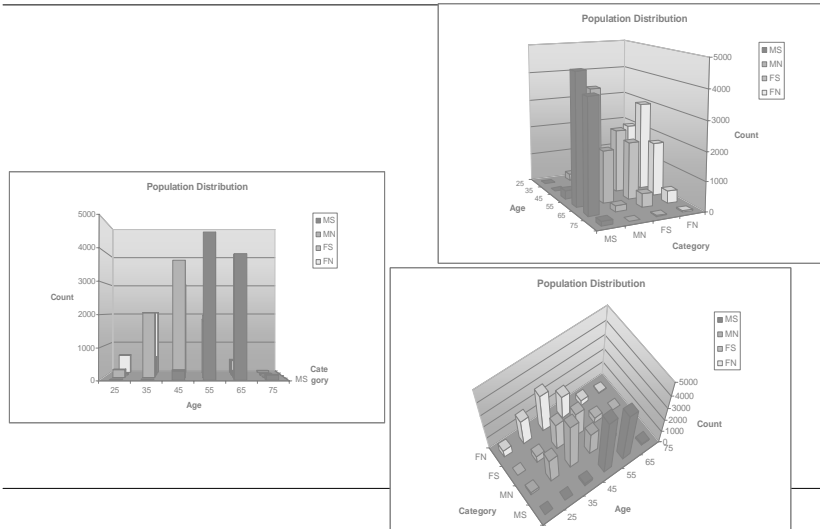 Population Distribution
MS
MN
FS
FN
5000
4000
3000
2000
1000
0
Count
25
35
45
55
65
75
Age
MS
MN
FS
FN
Category
Population Distribution
MS
MN
FS
FN
5000
4000
3000
2000
1000
0
Count
Cate
gory
MS
25
35
45
55
65
75
Age
Population Distribution
MS
MN
FS
FN
5000
4000
3000
2000
1000
0
Count
FN
FS
MN
MS
Category
25
35
45
55
65
75
Age